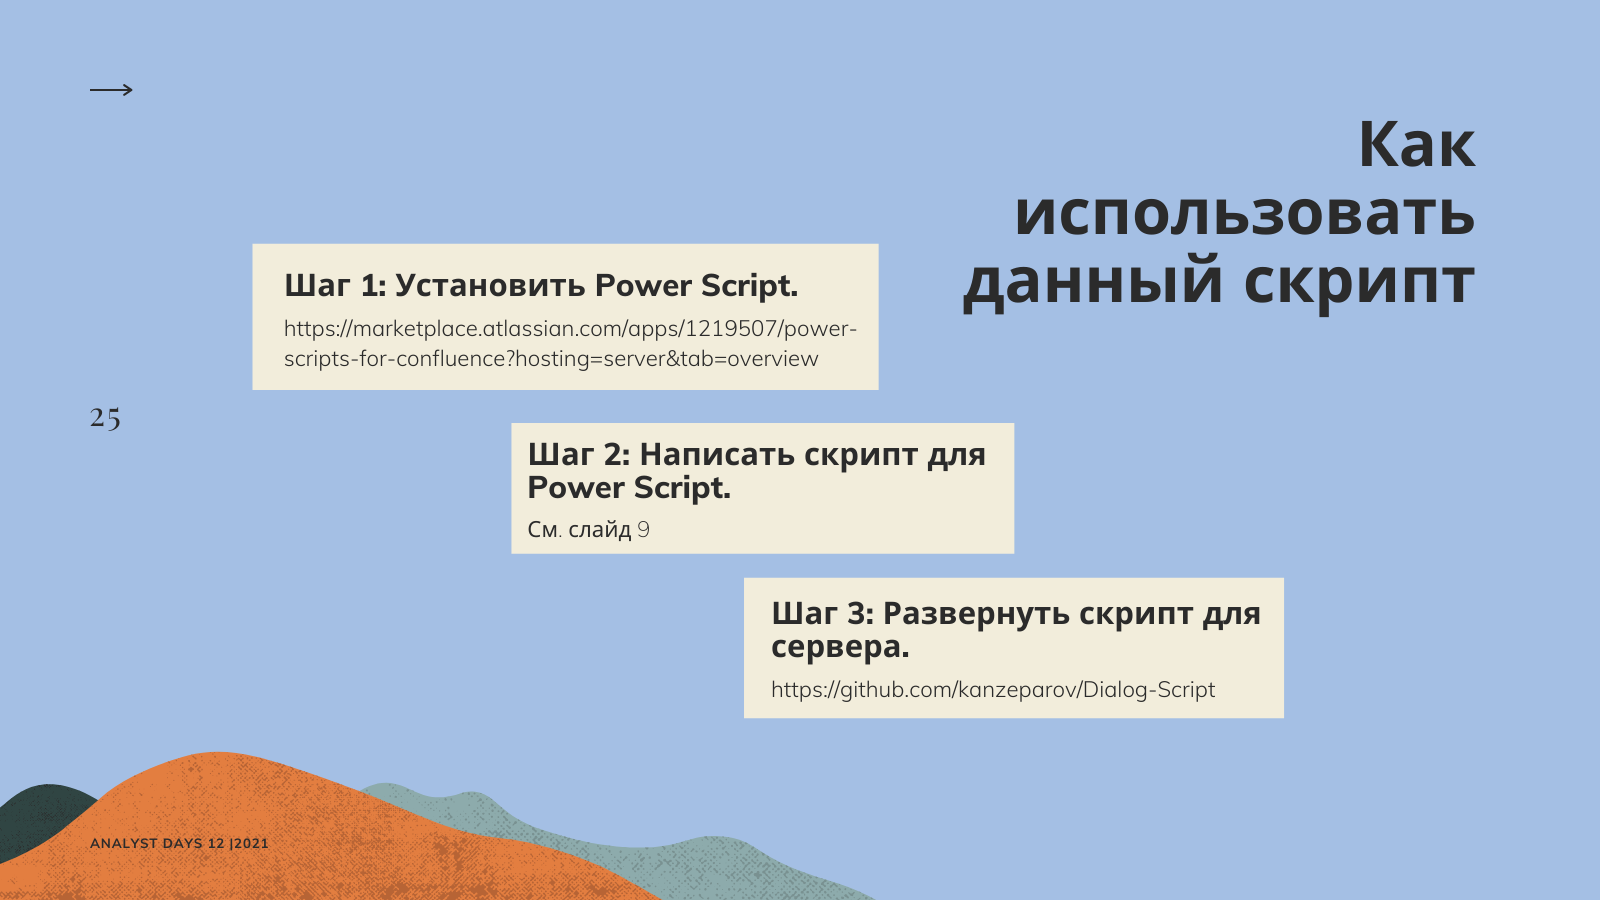 Как
использовать
данный скрипт
Шаг 1: Установить Power Script.
https://marketplace.atlassian.com/apps/1219507/power-
scripts-for-confluence?hosting=server&tab=overview
25
Шаг 2: Написать скрипт для
Power Script.
См. слайд 9
Шаг 3: Развернуть скрипт для
сервера.
https://github.com/kanzeparov/Dialog-Script
ANALYST DAYS 12 |2021